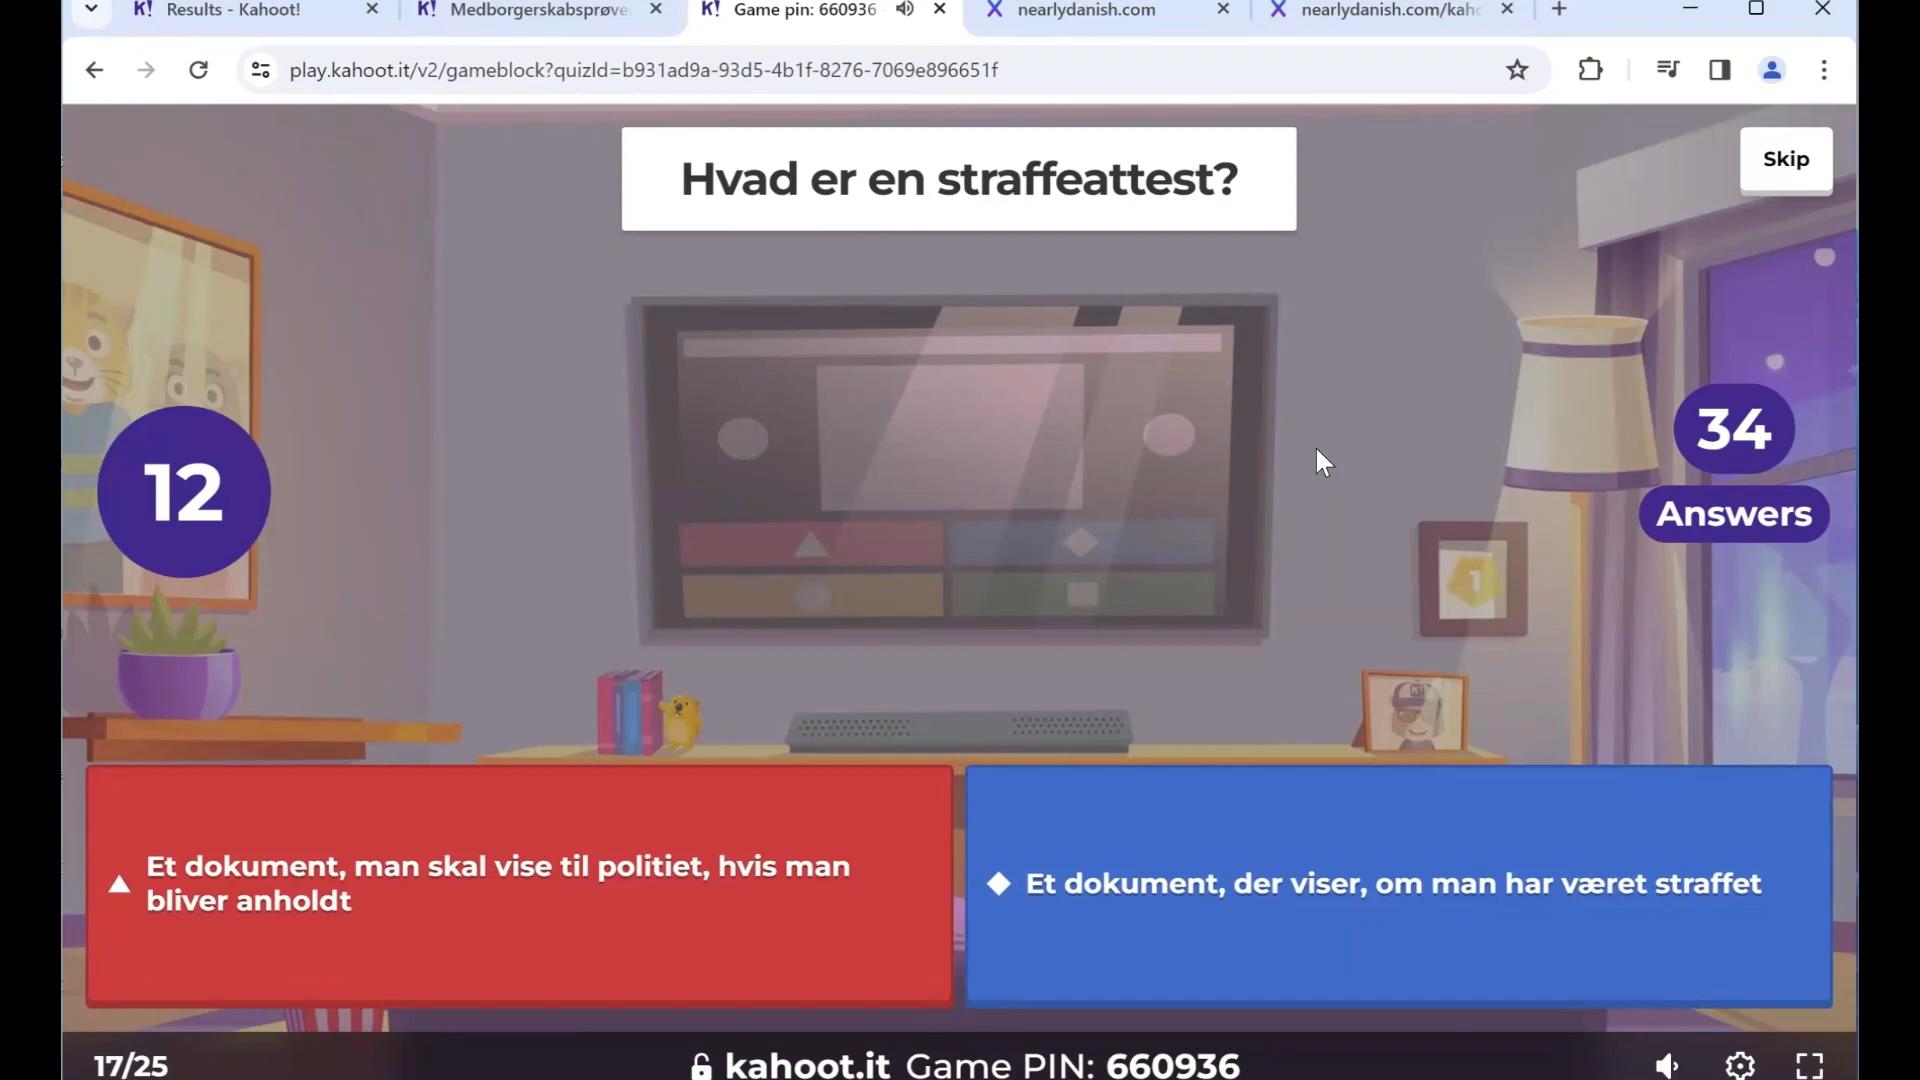 K! Results - Kahoot!
K! Medborgerskabsprøve
K! Game pin: 660936
nearlydanish.com
nearlydanish.com/kaho
play.kahoot.it/v2/gameblock?quizId=b931ad9a-93d5-4b1f-8276-7069e896651f
Hvad er en straffeattest?
Skip
12
34
Answers
1
Et dokument, man skal vise til politiet, hvis man
bliver anholdt
Et dokument, der viser, om man har været straffet
17/25
kahoot.it Game PIN: 660936